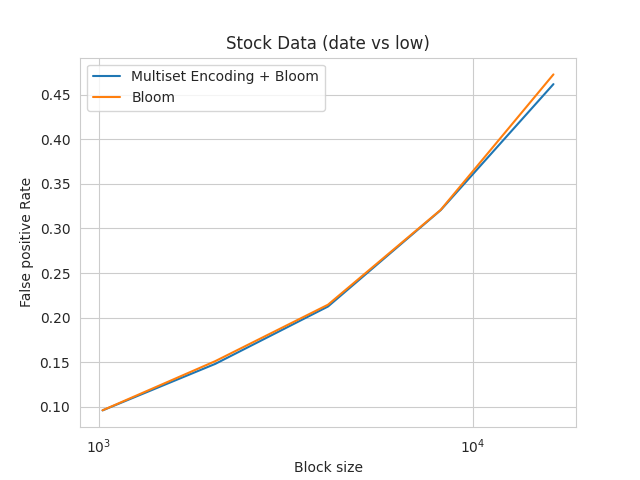 Stock Data (date vs low)
Multiset Encoding + Bloom
Bloom
False positive Rate
0.45
0.40
0.35
0.30
0.25
0.20
0.15
0.10
10³
10⁴
Block size